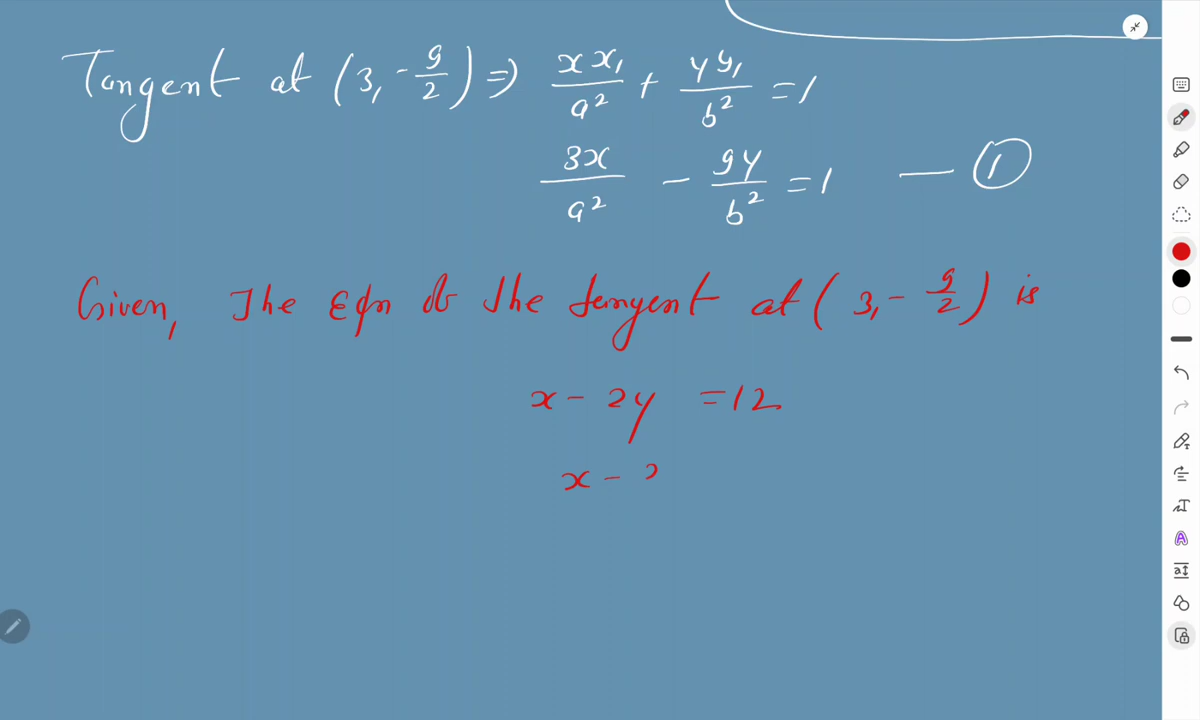 Tangent at (3, -9/2) ⇒ xx₁/a² + yy₁/b² = 1
3x/a² - 9y/b² = 1 — ①
Given, The Eqn of the tangent at (3, -9/2) is
x - 2y = 12
x - 2